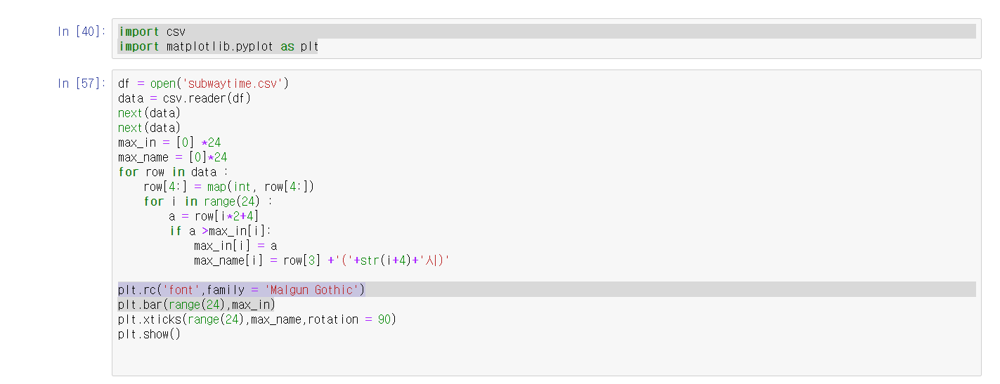 In [40]:
import csv
import matplotlib.pyplot as plt
In [57]:
df = open('subwaytime.csv')
data = csv.reader(df)
next(data)
next(data)
max_in = [0] *24
max_name = [0]*24
for row in data :
    row[4:] = map(int, row[4:])
    for i in range(24) :
        a = row[i*2+4]
        if a >max_in[i]:
            max_in[i] = a
            max_name[i] = row[3] +'('+str(i+4)+'시)'
plt.rc('font',family = 'Malgun Gothic')
plt.bar(range(24),max_in)
plt.xticks(range(24),max_name,rotation = 90)
plt.show()